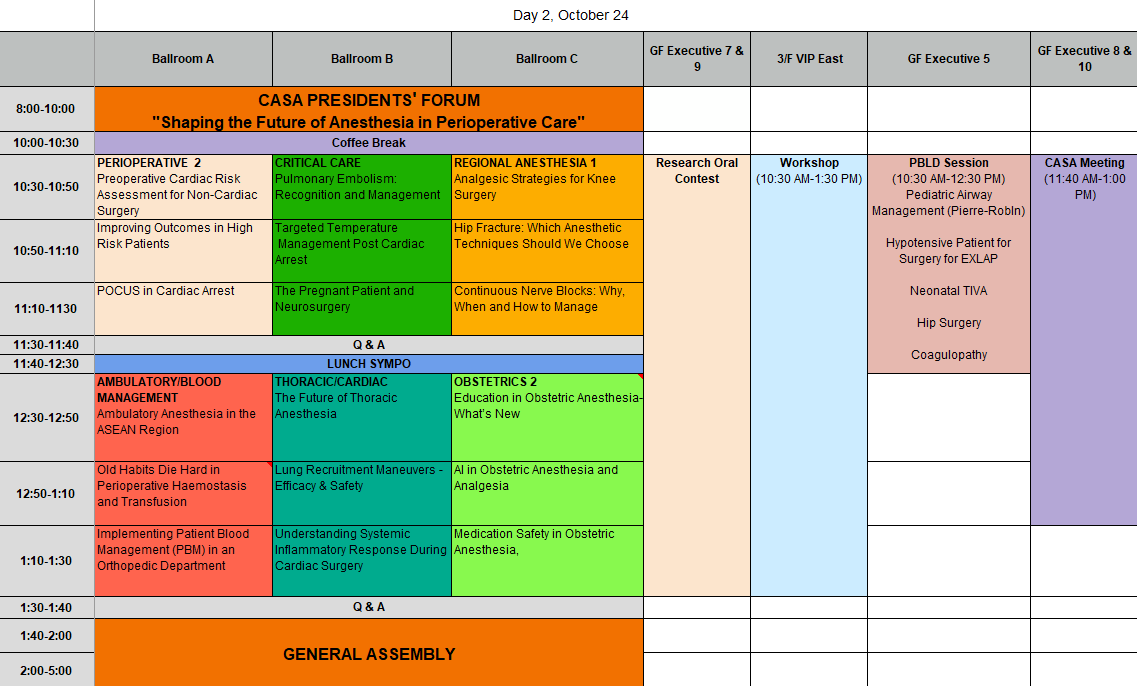 Day 2, October 24
Ballroom A
Ballroom B
Ballroom C
GF Executive 7 &
9
3/F VIP East
GF Executive 5
GF Executive 8 &
10
8:00-10:00
CASA PRESIDENTS' FORUM
"Shaping the Future of Anesthesia in Perioperative Care"
10:00-10:30
Coffee Break
10:30-10:50
PERIOPERATIVE 2
Preoperative Cardiac Risk
Assessment for Non-Cardiac
Surgery
CRITICAL CARE
Pulmonary Embolism:
Recognition and Management
REGIONAL ANESTHESIA 1
Analgesic Strategies for Knee
Surgery
Research Oral
Contest
Workshop
(10:30 AM-1:30 PM)
PBLD Session
(10:30 AM-12:30 PM)
Pediatric Airway
Management (Pierre-Robln)
Hypotensive Patient for
Surgery for EXLAP
Neonatal TIVA
Hip Surgery
Coagulopathy
CASA Meeting
(11:40 AM-1:00
PM)
10:50-11:10
Improving Outcomes in High
Risk Patients
Targeted Temperature
Management Post Cardiac
Arrest
Hip Fracture: Which Anesthetic
Techniques Should We Choose
11:10-1130
POCUS in Cardiac Arrest
The Pregnant Patient and
Neurosurgery
Continuous Nerve Blocks: Why,
When and How to Manage
11:30-11:40
Q & A
11:40-12:30
LUNCH SYMPO
12:30-12:50
AMBULATORY/BLOOD
MANAGEMENT
Ambulatory Anesthesia in the
ASEAN Region
THORACIC/CARDIAC
The Future of Thoracic
Anesthesia
OBSTETRICS 2
Education in Obstetric Anesthesia-
What's New
12:50-1:10
Old Habits Die Hard in
Perioperative Haemostasis
and Transfusion
Lung Recruitment Maneuvers -
Efficacy & Safety
AI in Obstetric Anesthesia and
Analgesia
1:10-1:30
Implementing Patient Blood
Management (PBM) in an
Orthopedic Department
Understanding Systemic
Inflammatory Response During
Cardiac Surgery
Medication Safety in Obstetric
Anesthesia,
1:30-1:40
Q & A
1:40-2:00
GENERAL ASSEMBLY
2:00-5:00